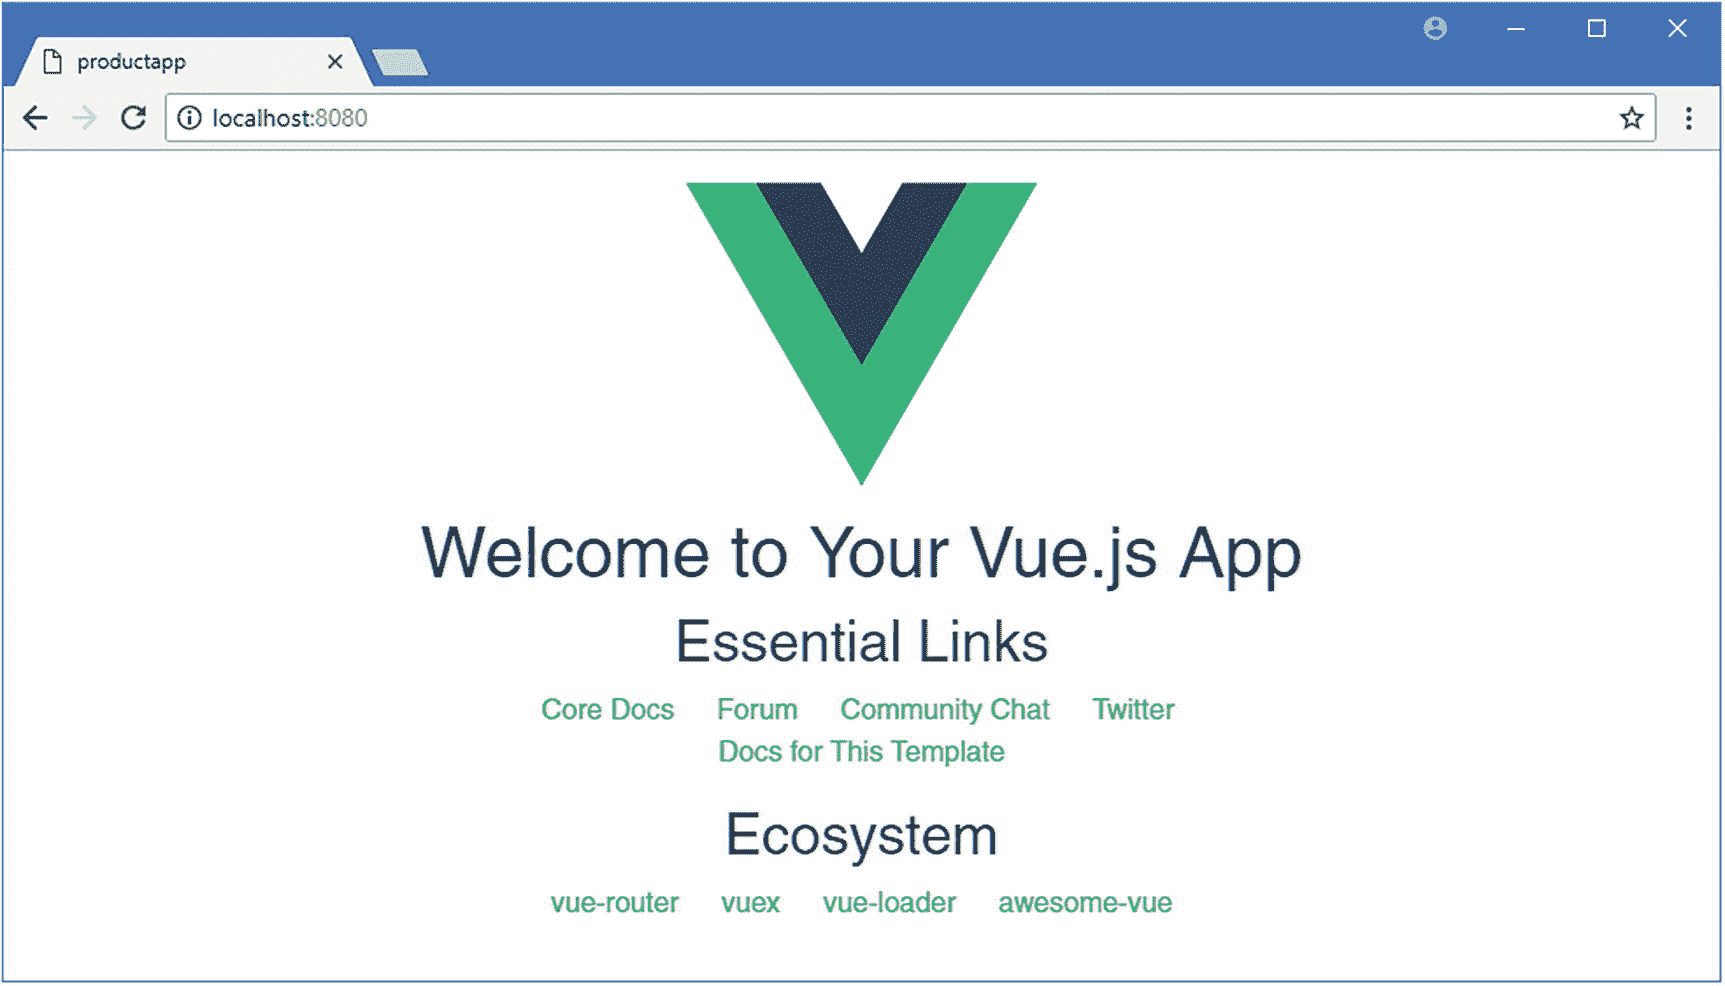 productapp
localhost:8080
Welcome to Your Vue.js App
Essential Links
Core Docs Forum Community Chat Twitter
Docs for This Template
Ecosystem
vue-router vuex vue-loader awesome-vue